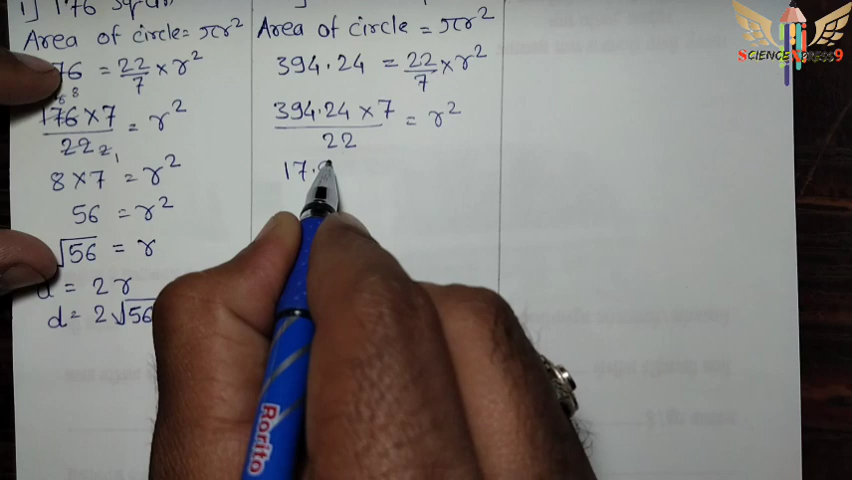 1] 176
Area of circle = πr²
76 = 22/7 × r²
176 × 7 / 22 = r²
8 × 7 = r²
56 = r²
√56 = r
d = 2r
d = 2√56
Area of circle = πr²
394.24 = 22/7 × r²
394.24 × 7 / 22 = r²
17.
Rorito
SCIENCEXPRESS9